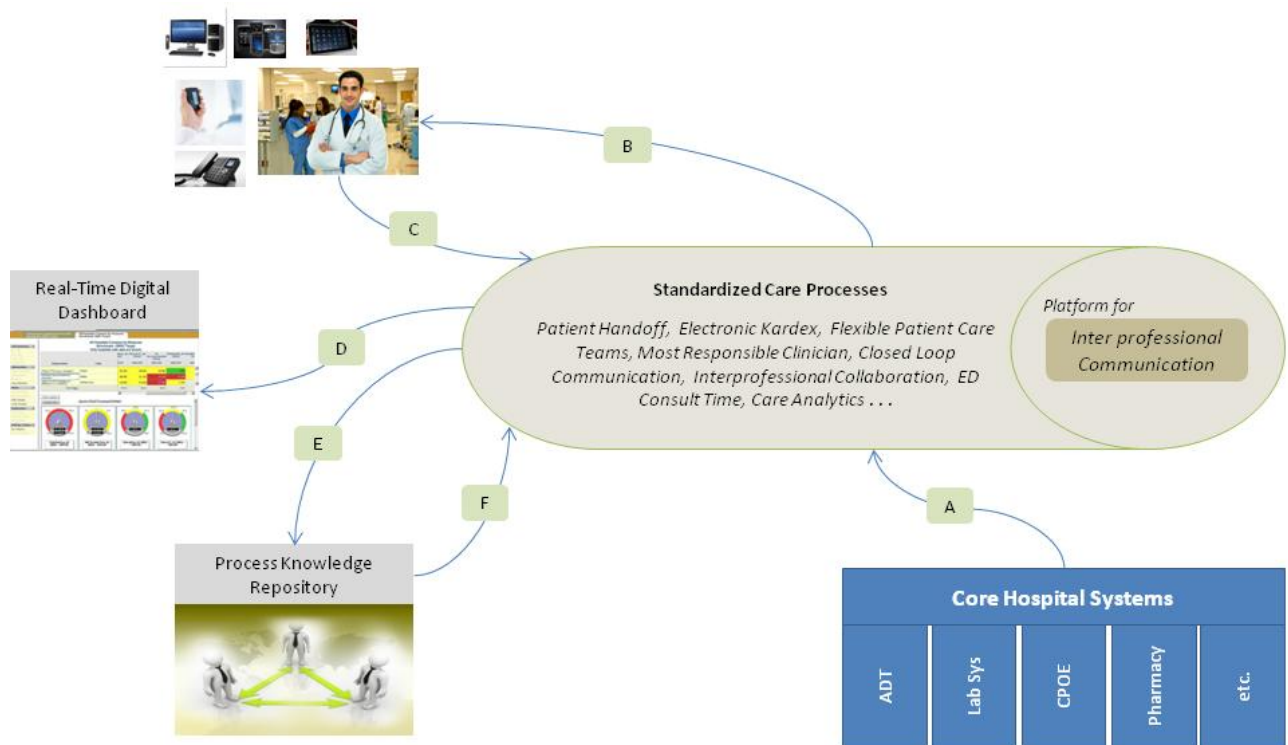 B
C
Real-Time Digital
Dashboard
D
E
F
Standardized Care Processes
Patient Handoff, Electronic Kardex, Flexible Patient Care
Teams, Most Responsible Clinician, Closed Loop
Communication, Interprofessional Collaboration, ED
Consult Time, Care Analytics . . .
Platform for
Inter professional
Communication
A
Process Knowledge
Repository
Core Hospital Systems
ADT
Lab Sys
CPOE
Pharmacy
etc.